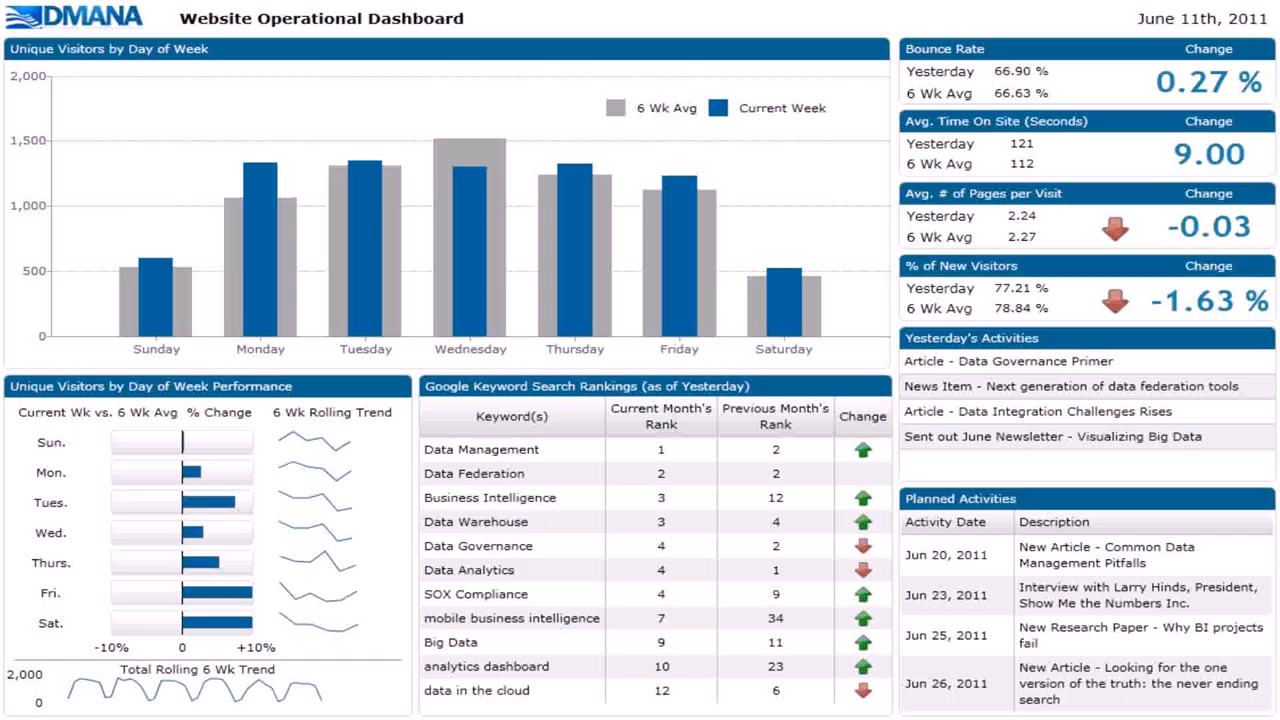 DMANA
Website Operational Dashboard
June 11th, 2011
Unique Visitors by Day of Week
2,000
1,500
1,000
500
0
6 Wk Avg
Current Week
Sunday Monday Tuesday Wednesday Thursday Friday Saturday
Bounce Rate Change
Yesterday 66.90 %
6 Wk Avg 66.63 %
0.27 %
Avg. Time On Site (Seconds) Change
Yesterday 121
6 Wk Avg 112
9.00
Avg. # of Pages per Visit Change
Yesterday 2.24
6 Wk Avg 2.27
-0.03
% of New Visitors Change
Yesterday 77.21 %
6 Wk Avg 78.84 %
-1.63 %
Yesterday's Activities
Article - Data Governance Primer
News Item - Next generation of data federation tools
Article - Data Integration Challenges Rises
Sent out June Newsletter - Visualizing Big Data
Unique Visitors by Day of Week Performance
Current Wk vs. 6 Wk Avg % Change 6 Wk Rolling Trend
Sun.
Mon.
Tues.
Wed.
Thurs.
Fri.
Sat.
-10% 0 +10%
Total Rolling 6 Wk Trend
2,000
0
Google Keyword Search Rankings (as of Yesterday)
Keyword(s) Current Month's Rank Previous Month's Rank Change
Data Management 1 2
Data Federation 2 2
Business Intelligence 3 12
Data Warehouse 3 4
Data Governance 4 2
Data Analytics 4 1
SOX Compliance 4 9
mobile business intelligence 7 34
Big Data 9 11
analytics dashboard 10 23
data in the cloud 12 6
Planned Activities
Activity Date Description
Jun 20, 2011 New Article - Common Data
Management Pitfalls
Jun 23, 2011 Interview with Larry Hinds, President,
Show Me the Numbers Inc.
Jun 25, 2011 New Research Paper - Why BI projects
fail
Jun 26, 2011 New Article - Looking for the one
version of the truth: the never ending
search